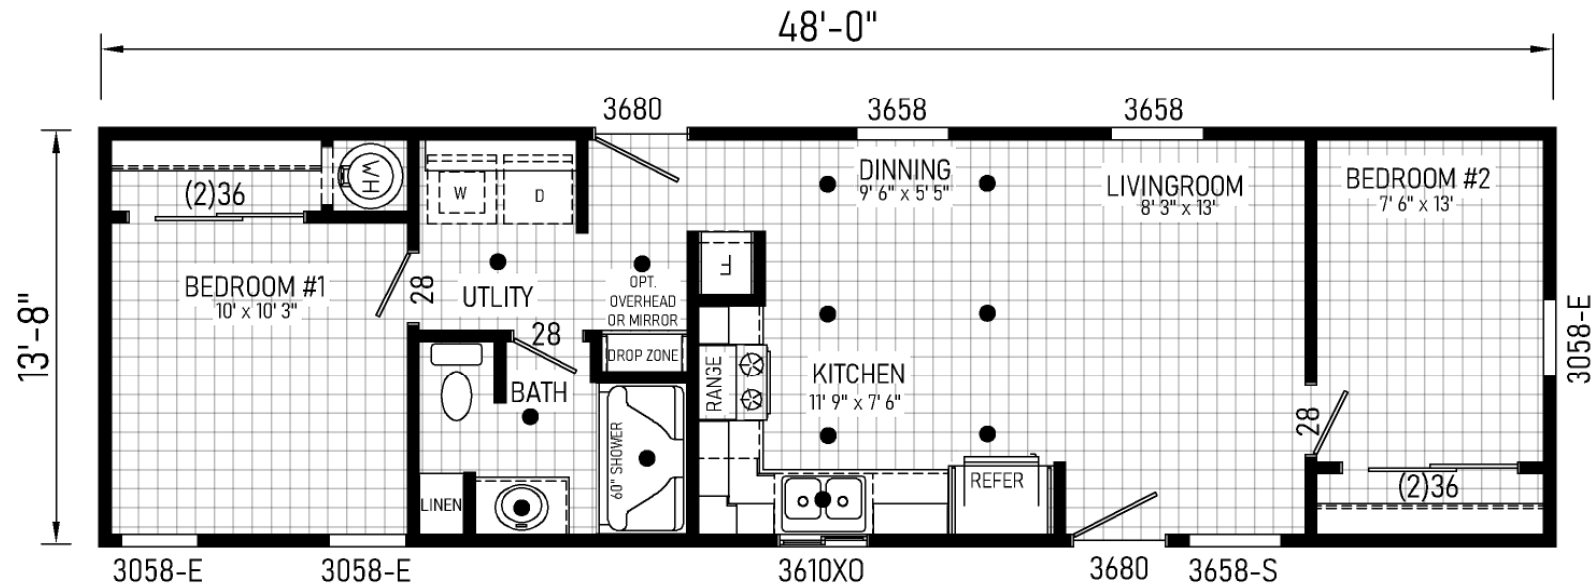 48'-0"
3680
3658
3658
13'-8"
(2)36
WH
W
D
DINNING
9' 6" x 5' 5"
LIVINGROOM
8' 3" x 13'
BEDROOM #2
7' 6" x 13'
BEDROOM #1
10' x 10' 3"
28
UTLITY
OPT.
OVERHEAD
OR MIRROR
F
28
DROP ZONE
BATH
RANGE
KITCHEN
11' 9" x 7' 6"
3058-E
28
60" SHOWER
LINEN
REFER
(2)36
3058-E
3058-E
3610XO
3680
3658-S